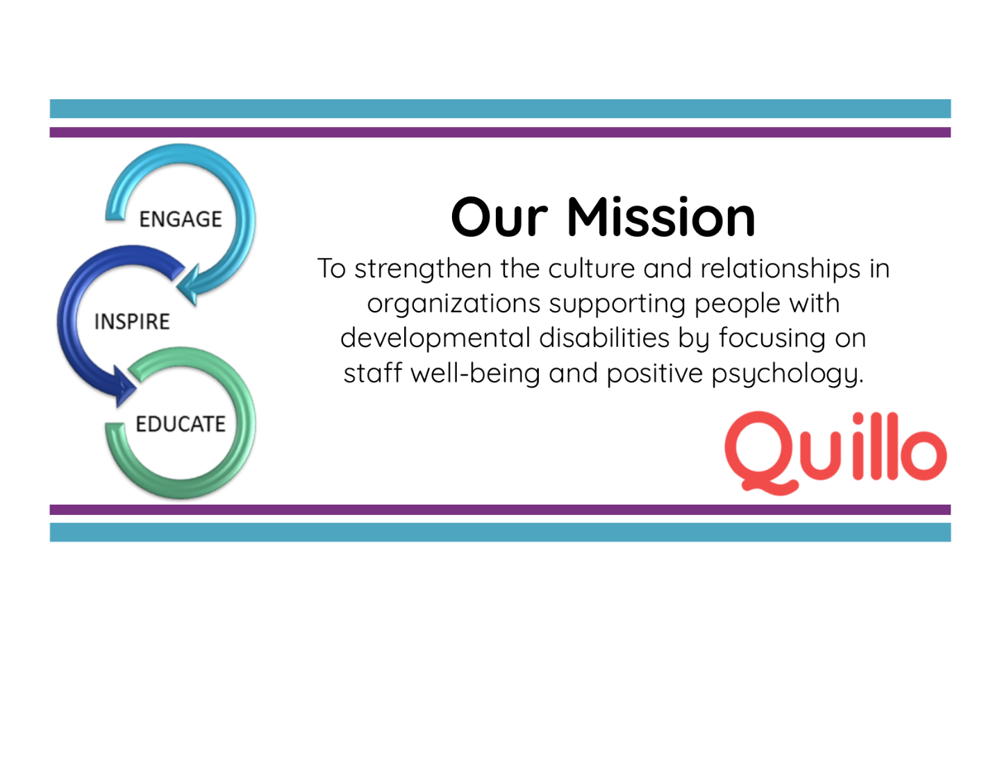 ENGAGE
INSPIRE
EDUCATE
Our Mission
To strengthen the culture and relationships in
organizations supporting people with
developmental disabilities by focusing on
staff well-being and positive psychology.
Quillo